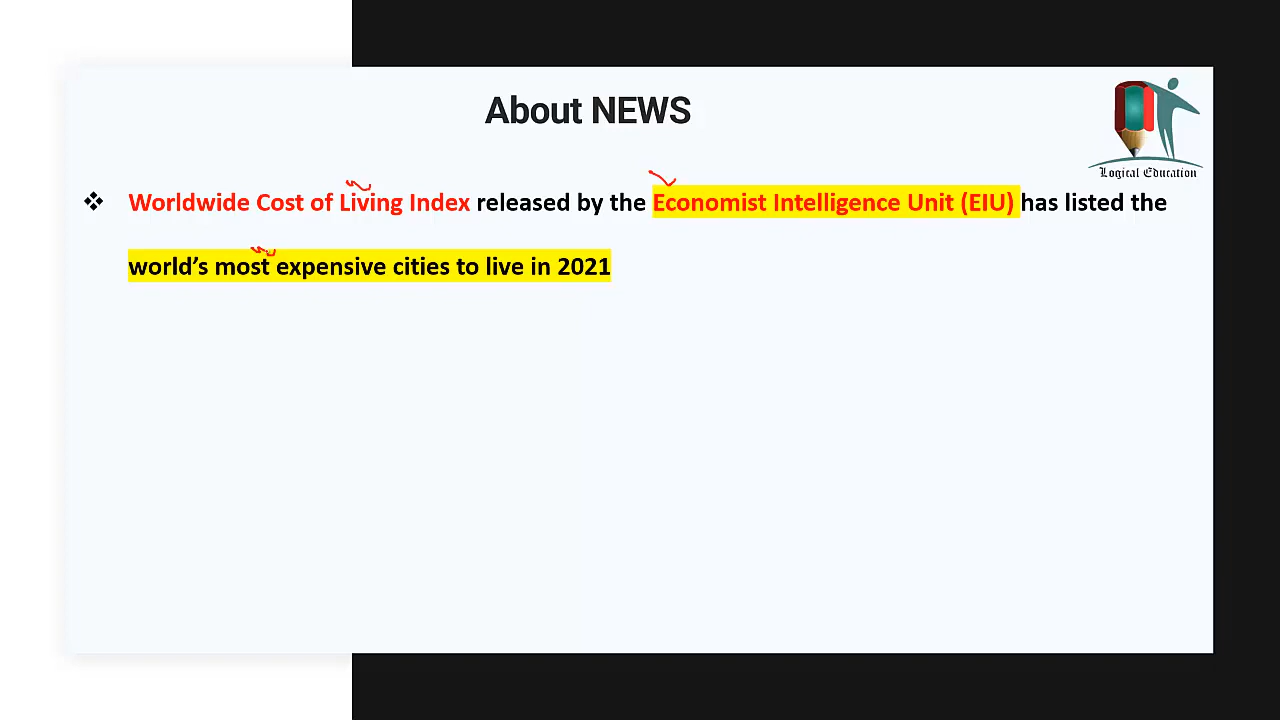 About NEWS
Logical Education
Worldwide Cost of Living Index released by the Economist Intelligence Unit (EIU) has listed the
world’s most expensive cities to live in 2021